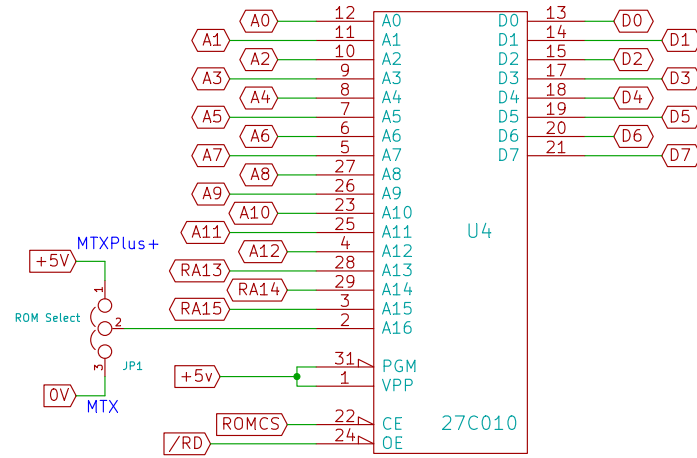 A0 12 A0 D0 13 D0
A1 11 A1 D1 14 D1
A2 10 A2 D2 15 D2
A3 9 A3 D3 17 D3
A4 8 A4 D4 18 D4
A5 7 A5 D5 19 D5
A6 6 A6 D6 20 D6
A7 5 A7 D7 21 D7
A8 27 A8
A9 26 A9
A10 23 A10
A11 25 A11
U4
MTXPlus+
A12 4 A12
+5V
RA13 28 A13
RA14 29 A14
1
RA15 3 A15
ROM Select
2
2 A16
3
JP1
31 PGM
+5v
1 VPP
0V
MTX
ROMCS 22 CE
27C010
/RD 24 OE